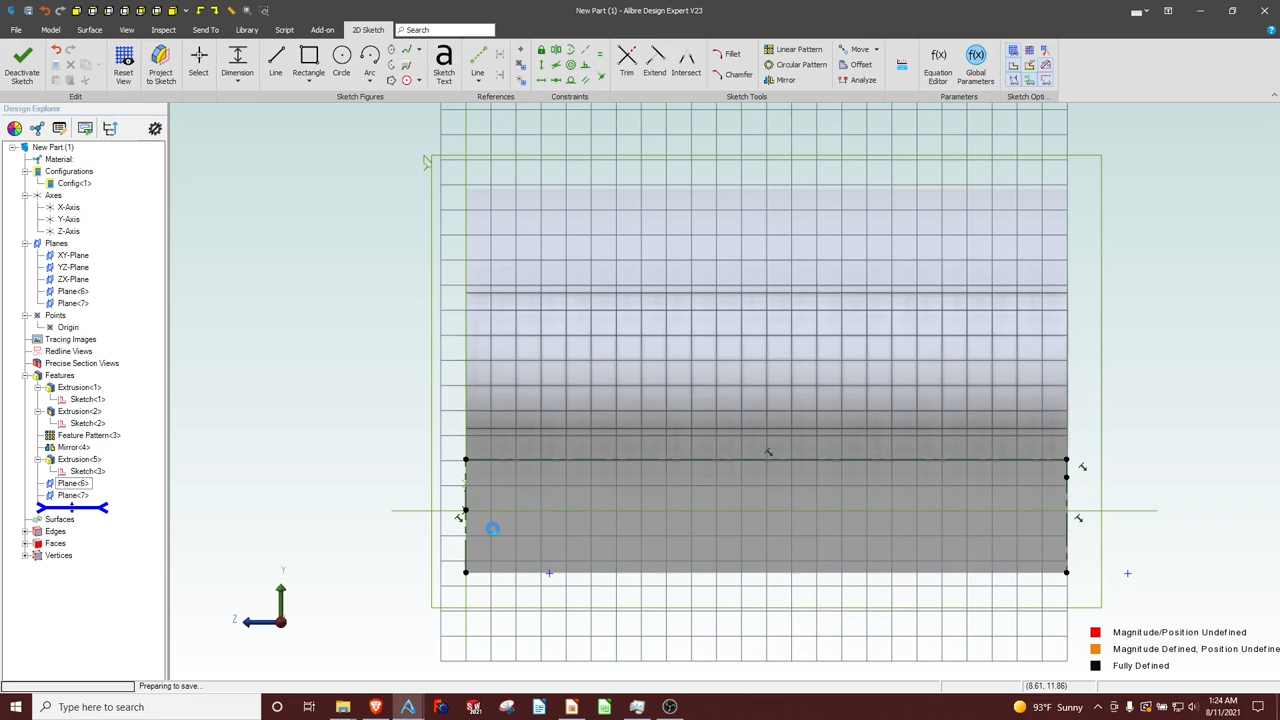 New Part (1) - Alibre Design Expert V23
File
Model
Surface
View
Inspect
Send To
Library
Script
Add-on
2D Sketch
Search
Deactivate Sketch
Reset View
Project to Sketch
Select
Dimension
Line
Rectangle
Circle
Arc
a
Sketch Text
Line
Trim
Extend
Intersect
Fillet
Chamfer
Linear Pattern
Circular Pattern
Mirror
Move
Offset
Analyze
f(x)
Equation Editor
f(x)
Global Parameters
Edit
Sketch Figures
References
Constraints
Sketch Tools
Parameters
Sketch Opti...
Design Explorer
New Part (1)
Material:
Configurations
Config<1>
Axes
X-Axis
Y-Axis
Z-Axis
Planes
XY-Plane
YZ-Plane
ZX-Plane
Plane<6>
Plane<7>
Points
Origin
Tracing Images
Redline Views
Precise Section Views
Features
Extrusion<1>
Sketch<1>
Extrusion<2>
Sketch<2>
Feature Pattern<3>
Mirror<4>
Extrusion<5>
Sketch<3>
Plane<6>
Plane<7>
Surfaces
Edges
Faces
Vertices
Y
Z
Magnitude/Position Undefined
Magnitude Defined, Position Undefine
Fully Defined
Preparing to save...
(8.61, 11.86)
Type here to search
93°F Sunny
1:24 AM
8/11/2021